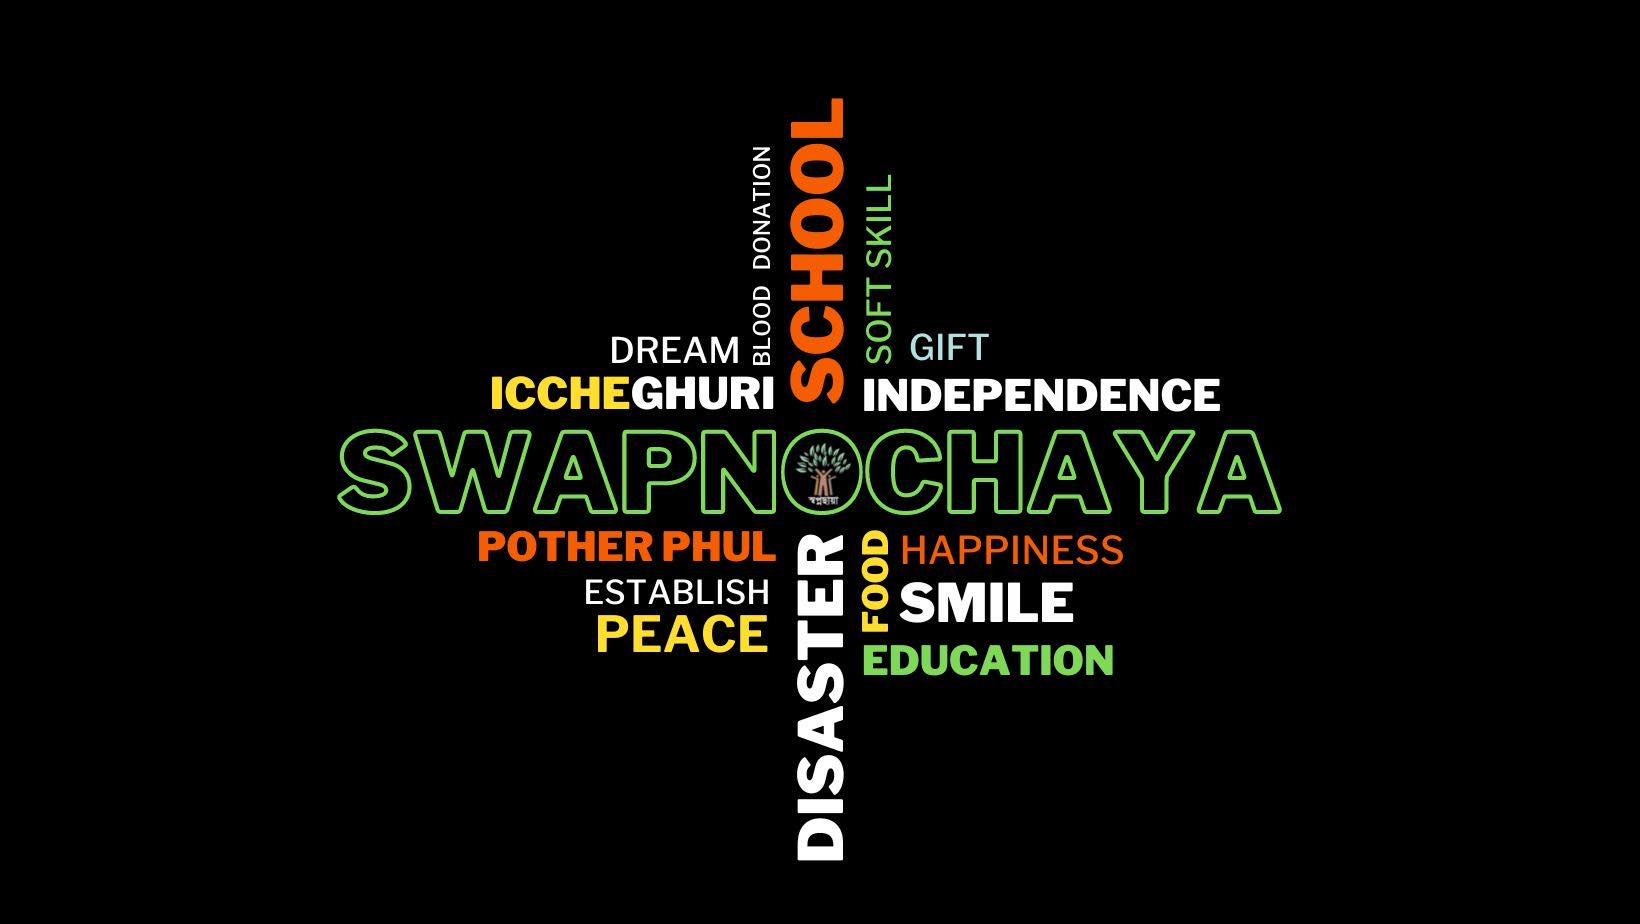 BLOOD DONATION
SCHOOL
SOFT SKILL
DREAM
GIFT
ICCHEGHURI
INDEPENDENCE
SWAPNOCHAYA
স্বপ্নছায়া
POTHER PHUL
DISASTER
FOOD
HAPPINESS
ESTABLISH
SMILE
PEACE
EDUCATION